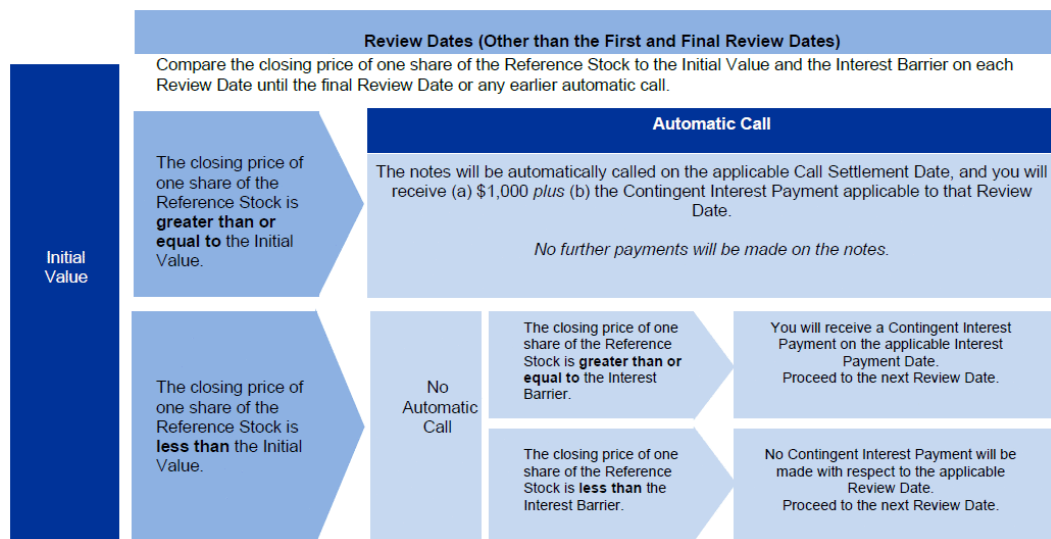 Review Dates (Other than the First and Final Review Dates)
Compare the closing price of one share of the Reference Stock to the Initial Value and the Interest Barrier on each
Review Date until the final Review Date or any earlier automatic call.
Initial
Value
The closing price of
one share of the
Reference Stock is
greater than or
equal to the Initial
Value.
Automatic Call
The notes will be automatically called on the applicable Call Settlement Date, and you will
receive (a) $1,000 plus (b) the Contingent Interest Payment applicable to that Review
Date.
No further payments will be made on the notes.
The closing price of
one share of the
Reference Stock is
less than the Initial
Value.
No
Automatic
Call
The closing price of one
share of the Reference
Stock is greater than or
equal to the Interest
Barrier.
You will receive a Contingent Interest
Payment on the applicable Interest
Payment Date.
Proceed to the next Review Date.
The closing price of one
share of the Reference
Stock is less than the
Interest Barrier.
No Contingent Interest Payment will be
made with respect to the applicable
Review Date.
Proceed to the next Review Date.